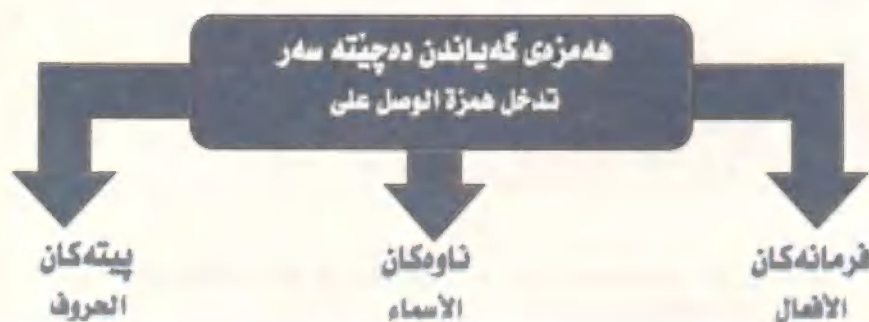 هەمزەی گەیاندن دەچێتە سەر
تدخل همزة الوصل على
فرمانەکان
الأفعال
ناوەکان
الأسماء
پیتەکان
الحروف